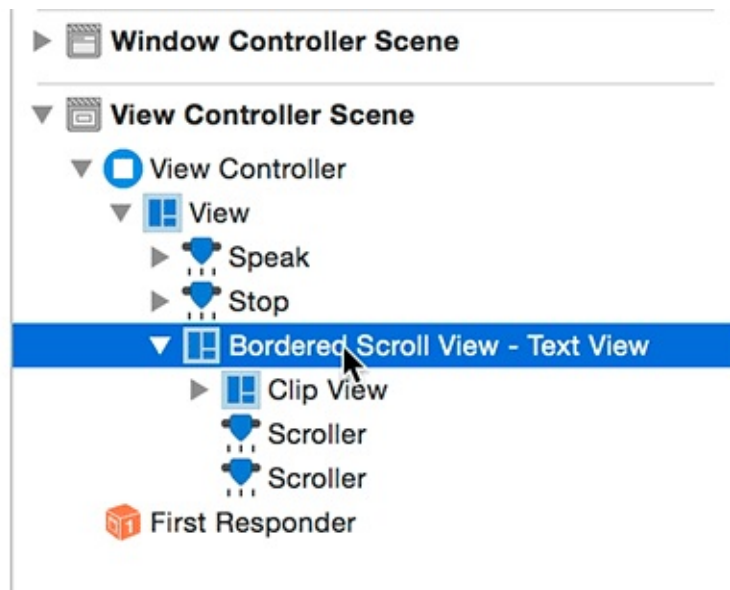 Window Controller Scene
View Controller Scene
View Controller
View
Speak
Stop
Bordered Scroll View - Text View
Clip View
Scroller
Scroller
1
First Responder